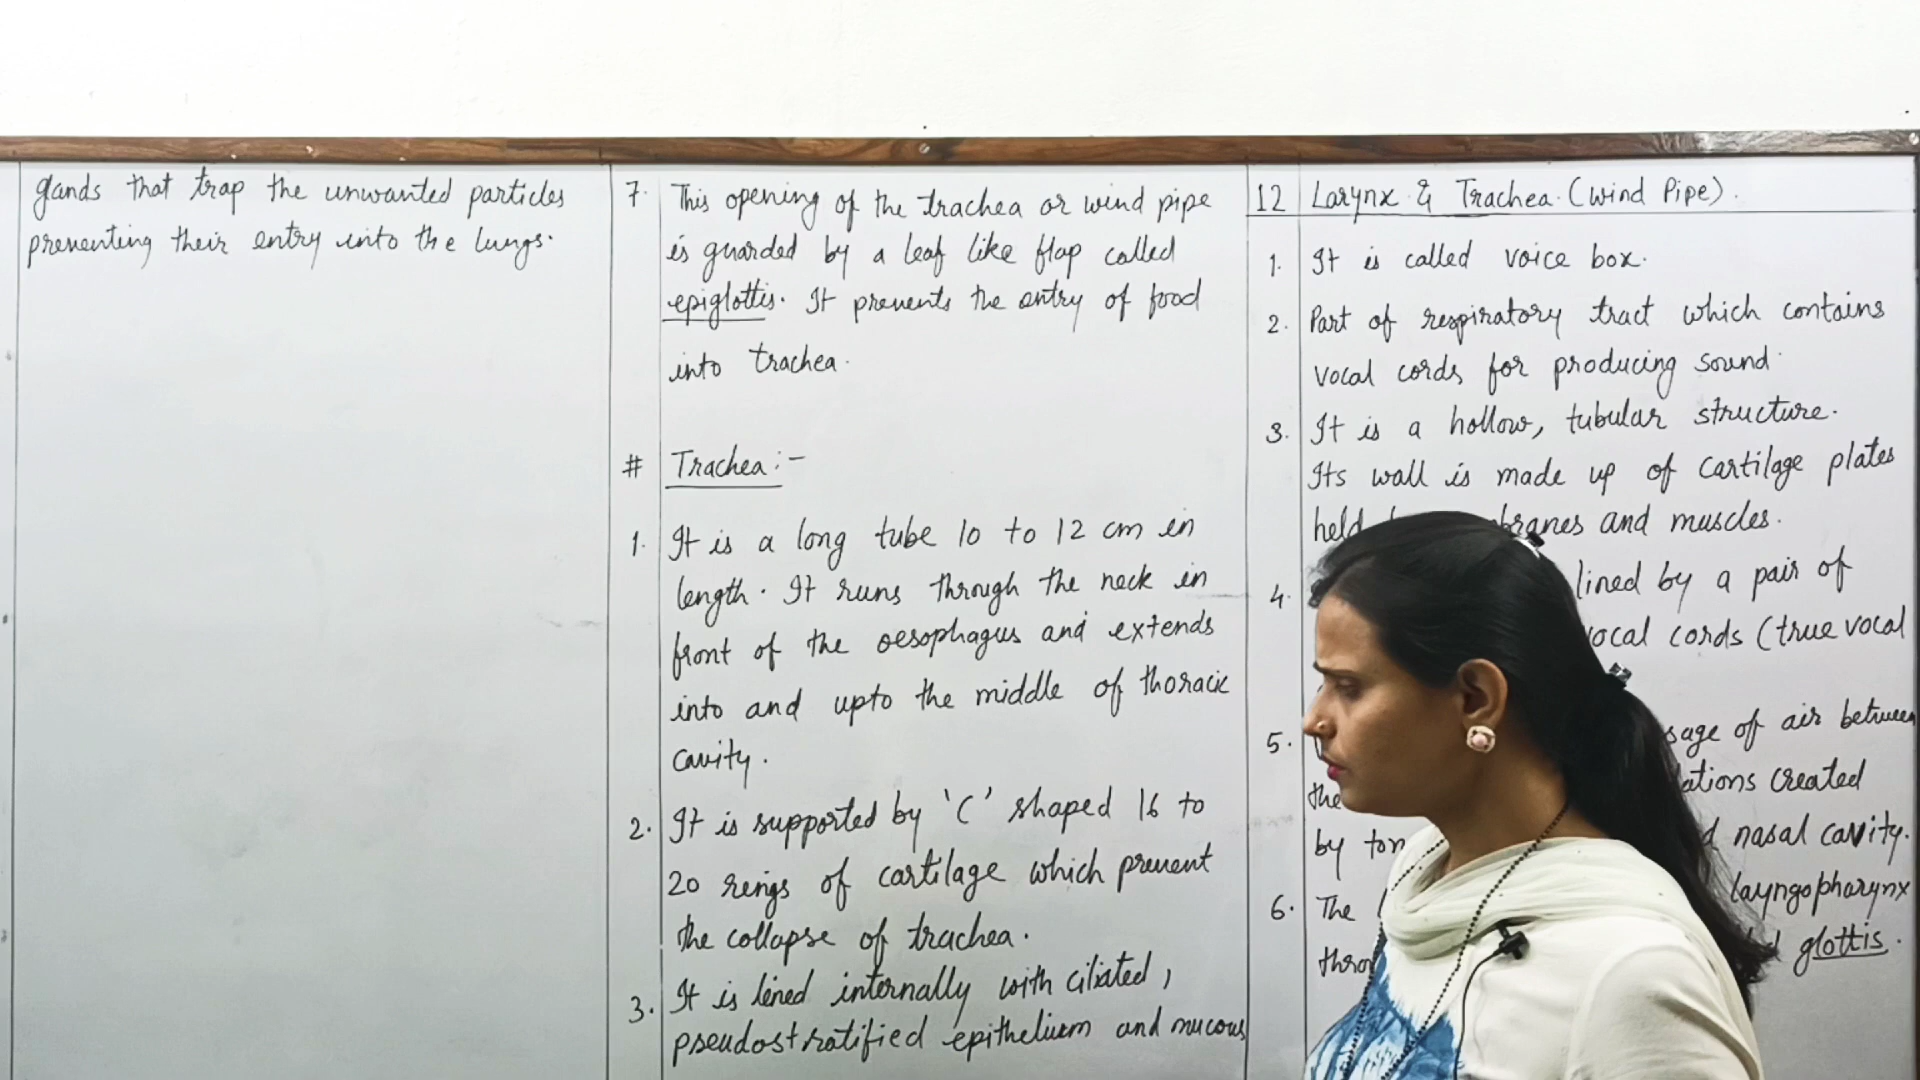 12 Larynx & Trachea. (Wind Pipe).
1. It is called voice box.
2. Part of respiratory tract which contains
vocal cords for producing sound.
3. It is a hollow, tubular structure.
Its wall is made up of cartilage plates
held and muscles.
4. lined by a pair of
vocal cords (true vocal
5. of air between
the created
by nasal cavity.
6. The layngopharynx
glottis.
7. This opening of the trachea or wind pipe
is guarded by a leaf like flap called
epiglottis. It prevents the entry of food
into trachea.
# Trachea :-
1. It is a long tube 10 to 12 cm in
length. It runs through the neck in
front of the oesophagus and extends
into and upto the middle of thoracic
cavity.
2. It is supported by 'C' shaped 16 to
20 rings of cartilage which prevent
the collapse of trachea.
3. It is lined internally with ciliated,
pseudostratified epithelium and mucous
glands that trap the unwanted particles
preventing their entry into the lungs.